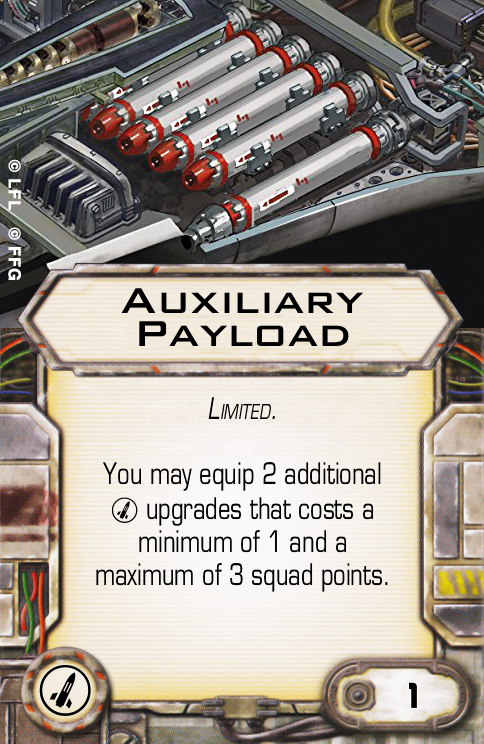 © LFL © FFG
AUXILIARY
PAYLOAD
LIMITED.
You may equip 2 additional
upgrades that costs a
minimum of 1 and a
maximum of 3 squad points.
1